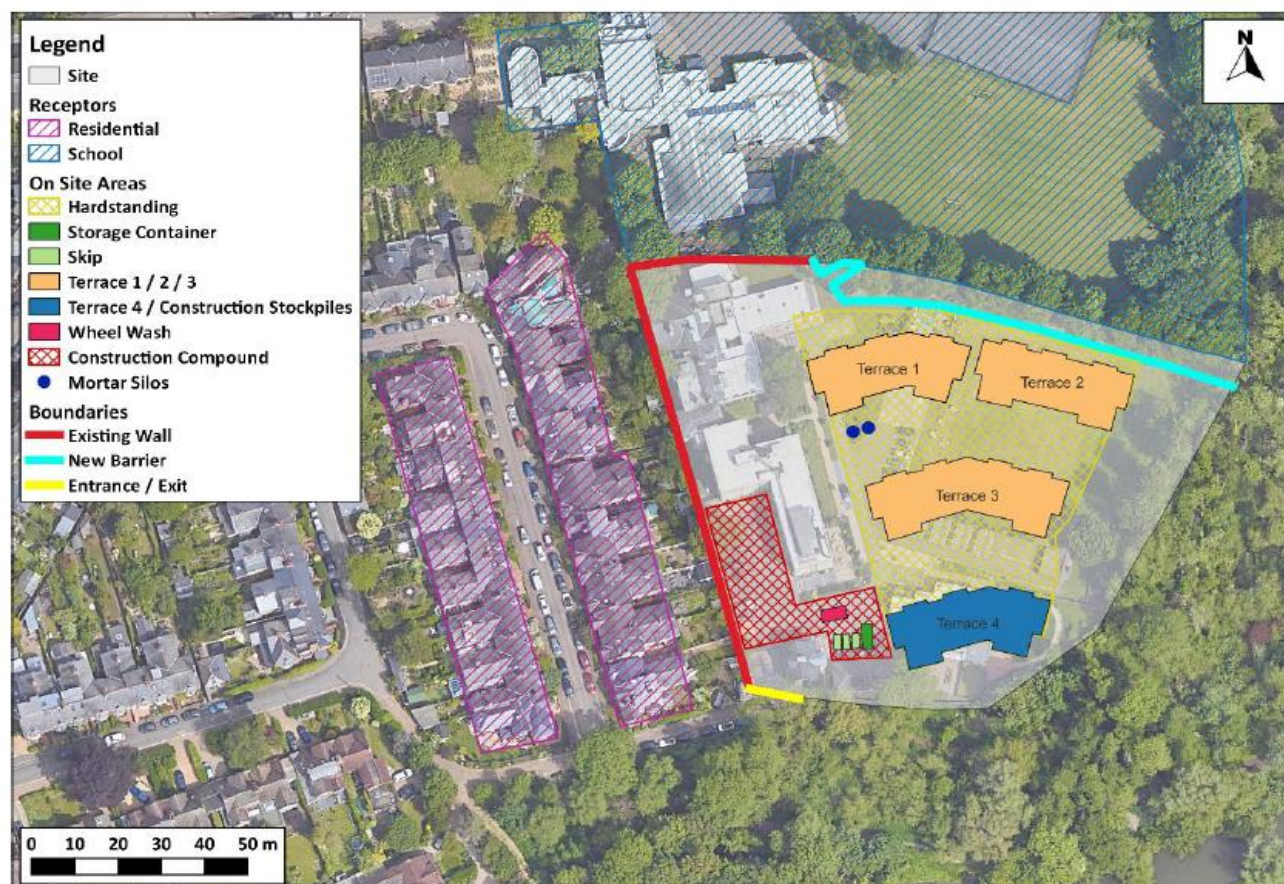 Legend
Site
Receptors
Residential
School
On Site Areas
Hardstanding
Storage Container
Skip
Terrace 1 / 2 / 3
Terrace 4 / Construction Stockpiles
Wheel Wash
Construction Compound
Mortar Silos
Boundaries
Existing Wall
New Barrier
Entrance / Exit
N
Terrace 1
Terrace 2
Terrace 3
Terrace 4
0 10 20 30 40 50 m